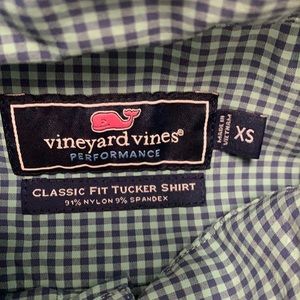 vineyard vines®
PERFORMANCE
MADE IN
VIETNAM
XS
CLASSIC FIT TUCKER SHIRT
91% NYLON 9% SPANDEX